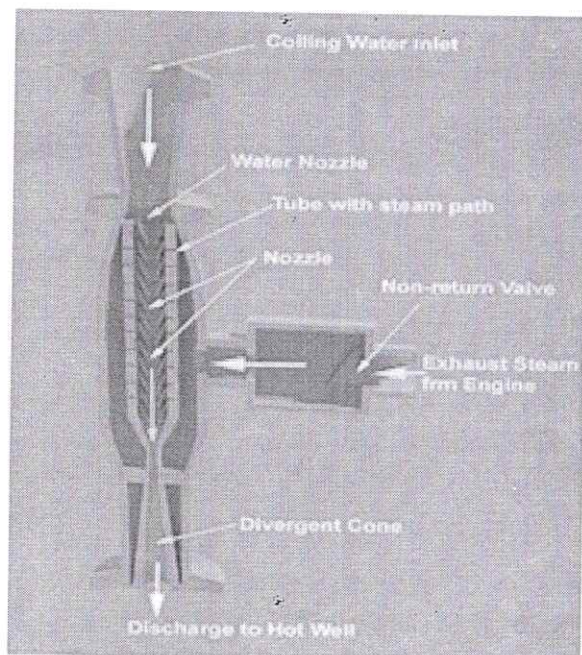 Colling Water Inlet
Water Nozzle
Tube with steam path
Nozzle
Non-return Valve
Exhaust Steam
frm Engine
Divergent Cone
Discharge to Hot Well